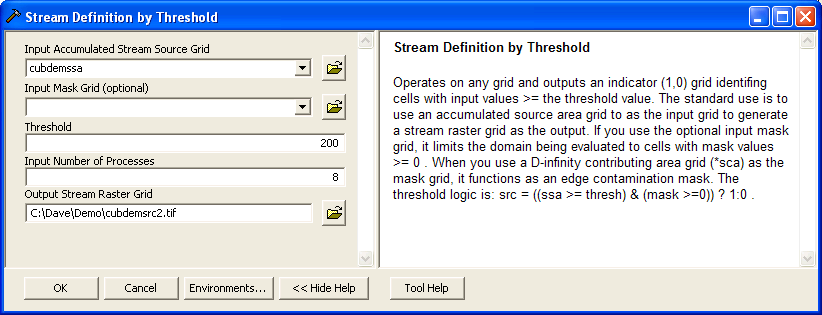 Stream Definition by Threshold
Input Accumulated Stream Source Grid
cubdemssa
Input Mask Grid (optional)
Threshold
200
Input Number of Processes
8
Output Stream Raster Grid
C:\Dave\Demo\cubdemsrc2.tif
Stream Definition by Threshold
Operates on any grid and outputs an indicator (1,0) grid identifing
cells with input values >= the threshold value. The standard use is to
use an accumulated source area grid to as the input grid to generate
a stream raster grid as the output. If you use the optional input mask
grid, it limits the domain being evaluated to cells with mask values
>= 0 . When you use a D-infinity contributing area grid (*sca) as the
mask grid, it functions as an edge contamination mask. The
threshold logic is: src = ((ssa >= thresh) & (mask >=0)) ? 1:0 .
OK
Cancel
Environments...
<< Hide Help
Tool Help